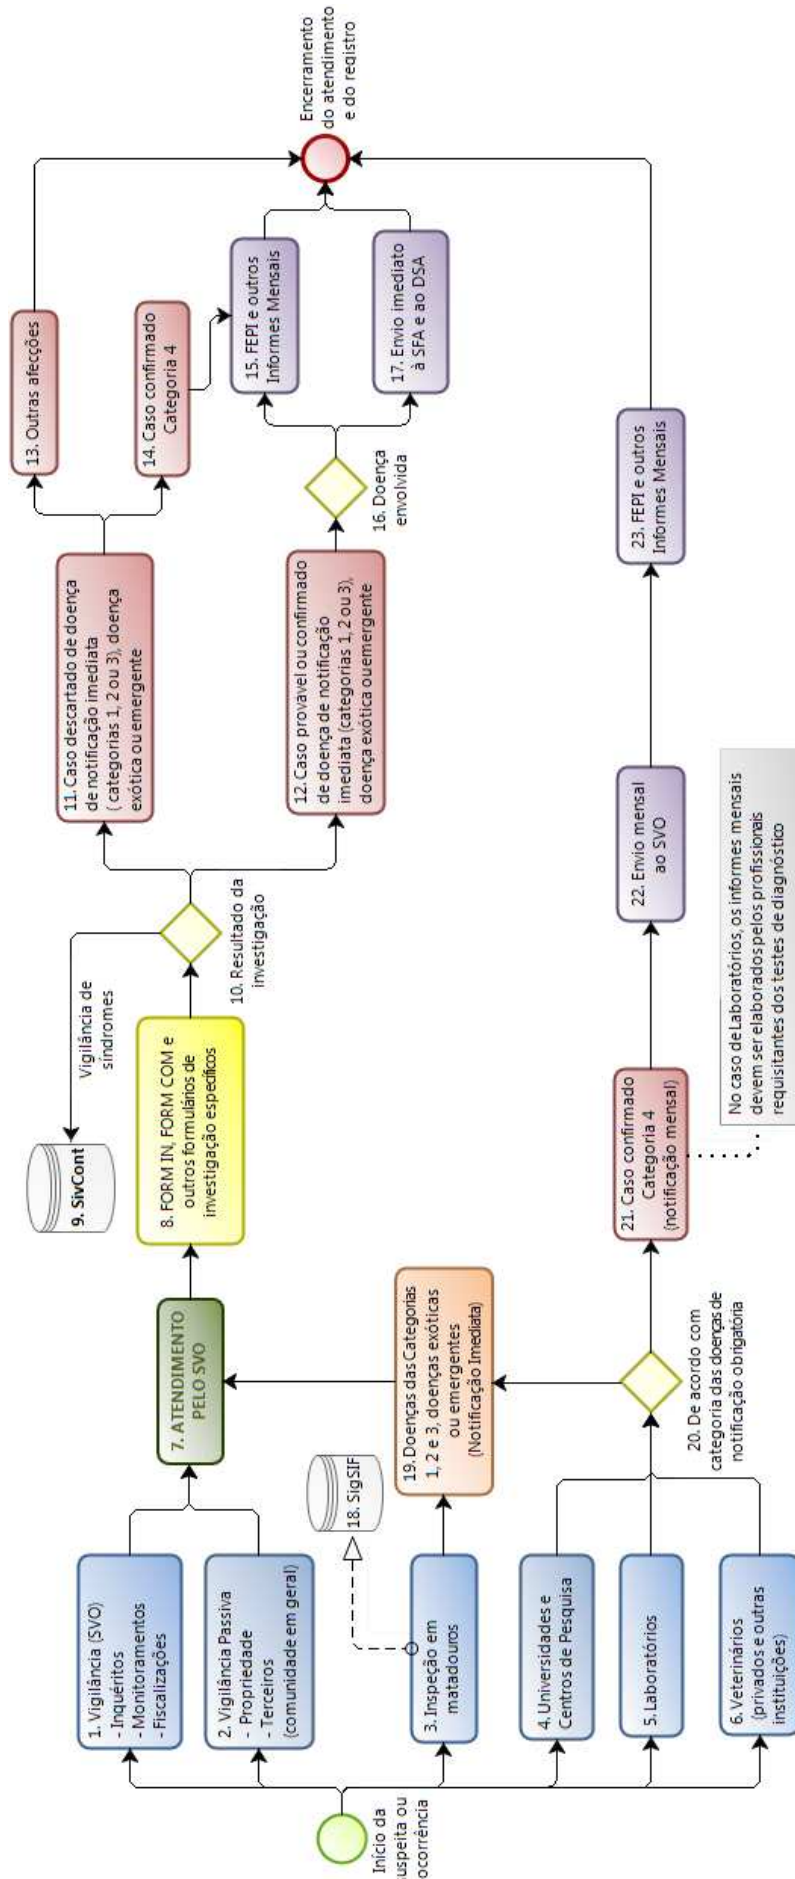 Início da
suspeita ou
ocorrência
1. Vigilância (SVO)
- Inquéritos
- Monitoramentos
- Fiscalizações
2. Vigilância Passiva
- Propriedade
- Terceiros
(comunidade em geral)
3. Inspeção em
matadouros
4. Universidades e
Centros de Pesquisa
5. Laboratórios
6. Veterinários
(privados e outras
instituições)
7. ATENDIMENTO
PELO SVO
18. SigSIF
19. Doenças das Categorias
1, 2 e 3, doenças exóticas
ou emergentes
(Notificação Imediata)
20. De acordo com
categoria das doenças de
notificação obrigatória
9. SivCont
Vigilância de
síndromes
8. FORM IN, FORM COM e
outros formulários de
investigação específicos
10. Resultado da
investigação
21. Caso confirmado
Categoria 4
(notificação mensal)
No caso de Laboratórios, os informes mensais
devem ser elaborados pelos profissionais
requisitantes dos testes de diagnóstico
22. Envio mensal
ao SVO
23. FEPI e outros
Informes Mensais
11. Caso descartado de doença
de notificação imediata
( categorias 1, 2 ou 3), doença
exótica ou emergente
12. Caso provável ou confirmado
de doença de notificação
imediata (categorias 1, 2 ou 3),
doença exótica ou emergente
13. Outras afecções
14. Caso confirmado
Categoria 4
16. Doença
envolvida
15. FEPI e outros
Informes Mensais
17. Envio imediato
à SFA e ao DSA
Encerramento
do atendimento
e do registro